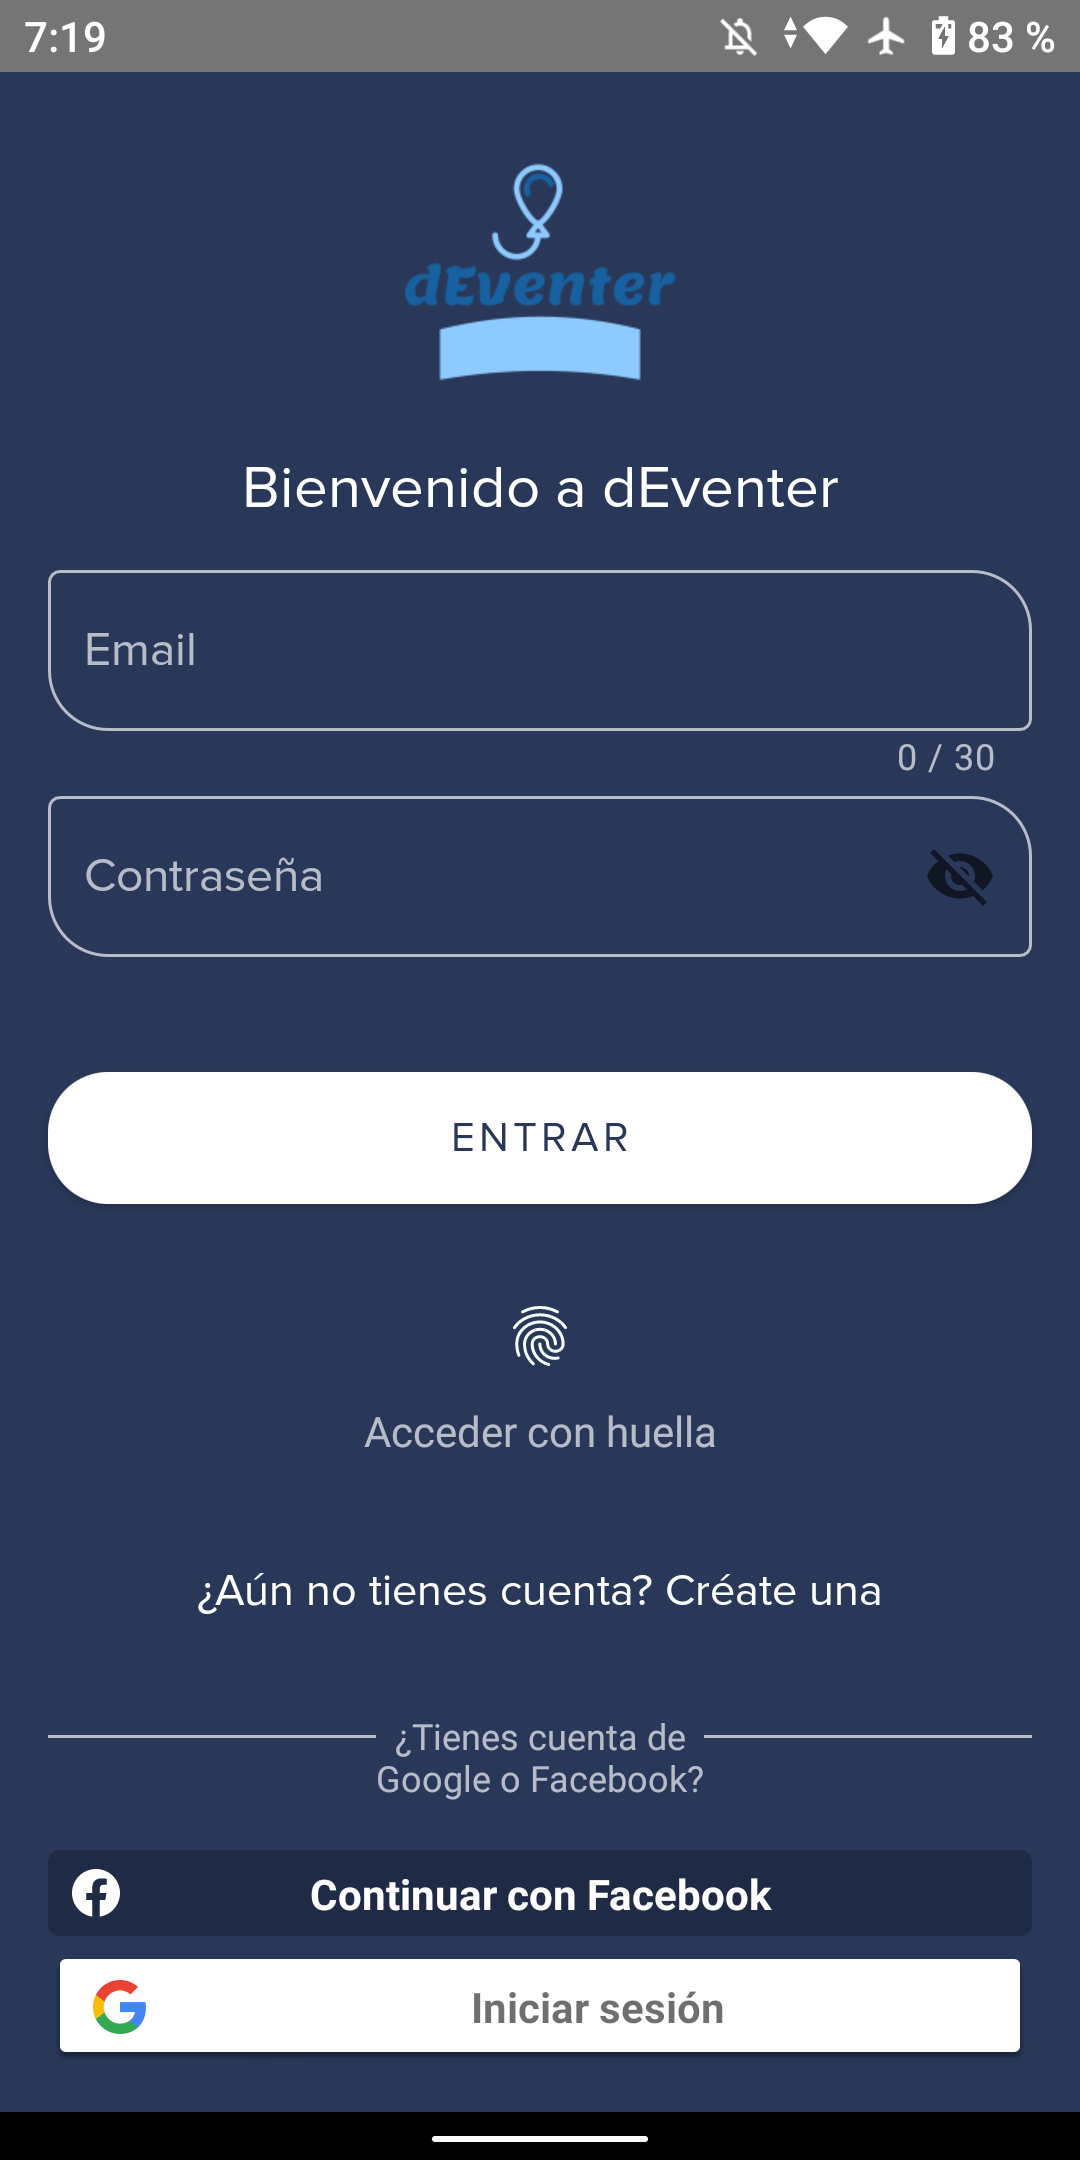 7:19
83 %
dEventer
Bienvenido a dEventer
Email
0 / 30
Contraseña
ENTRAR
Acceder con huella
¿Aún no tienes cuenta? Créate una
¿Tienes cuenta de
Google o Facebook?
Continuar con Facebook
Iniciar sesión